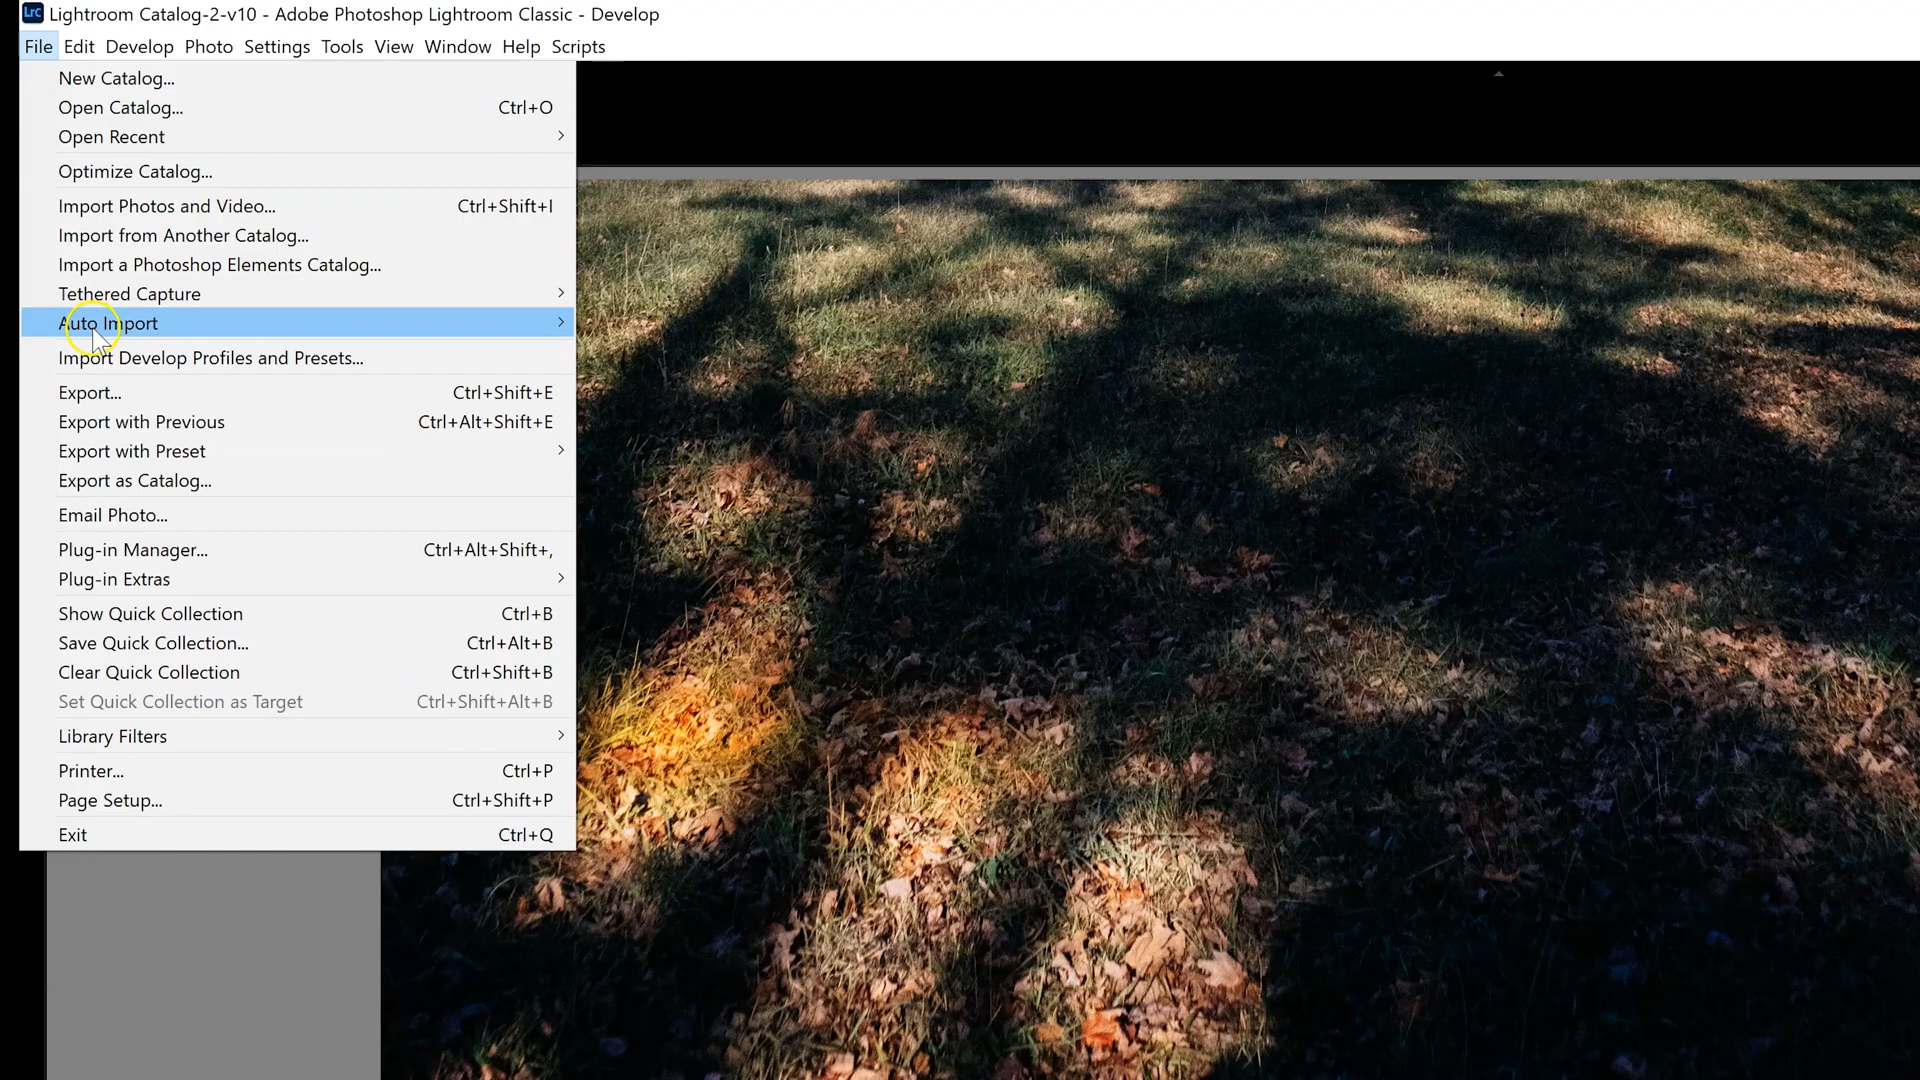 Lrc Lightroom Catalog-2-v10 - Adobe Photoshop Lightroom Classic - Develop
File Edit Develop Photo Settings Tools View Window Help Scripts
New Catalog...
Open Catalog... Ctrl+O
Open Recent
Optimize Catalog...
Import Photos and Video... Ctrl+Shift+I
Import from Another Catalog...
Import a Photoshop Elements Catalog...
Tethered Capture
Auto Import
Import Develop Profiles and Presets...
Export... Ctrl+Shift+E
Export with Previous Ctrl+Alt+Shift+E
Export with Preset
Export as Catalog...
Email Photo...
Plug-in Manager... Ctrl+Alt+Shift+,
Plug-in Extras
Show Quick Collection Ctrl+B
Save Quick Collection... Ctrl+Alt+B
Clear Quick Collection Ctrl+Shift+B
Set Quick Collection as Target Ctrl+Shift+Alt+B
Library Filters
Printer... Ctrl+P
Page Setup... Ctrl+Shift+P
Exit Ctrl+Q